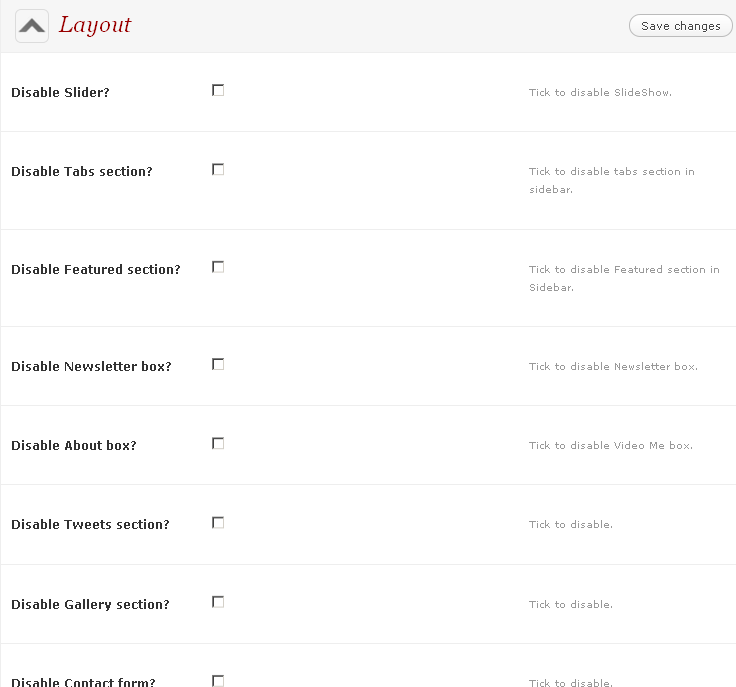 Layout
Save changes
Disable Slider?
Tick to disable SlideShow.
Disable Tabs section?
Tick to disable tabs section in
sidebar.
Disable Featured section?
Tick to disable Featured section in
Sidebar.
Disable Newsletter box?
Tick to disable Newsletter box.
Disable About box?
Tick to disable Video Me box.
Disable Tweets section?
Tick to disable.
Disable Gallery section?
Tick to disable.
Disable Contact form?
Tick to disable.